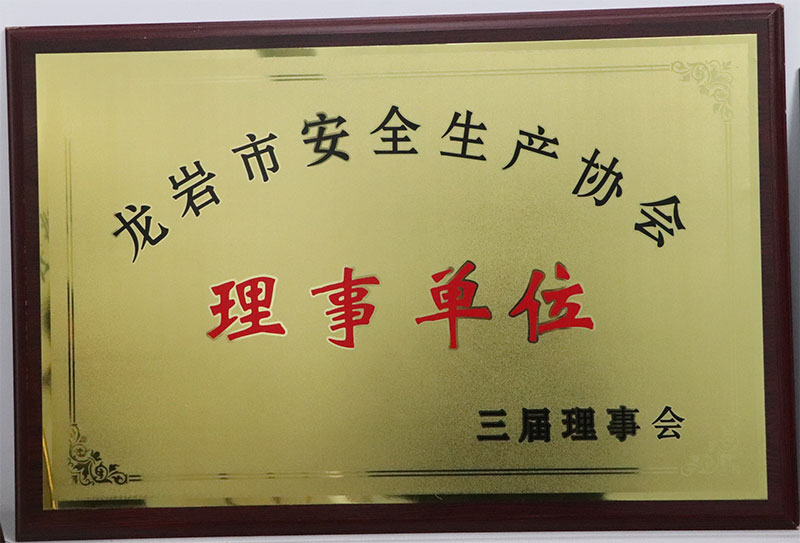 龙岩市安全生产协会
理事单位
三届理事会